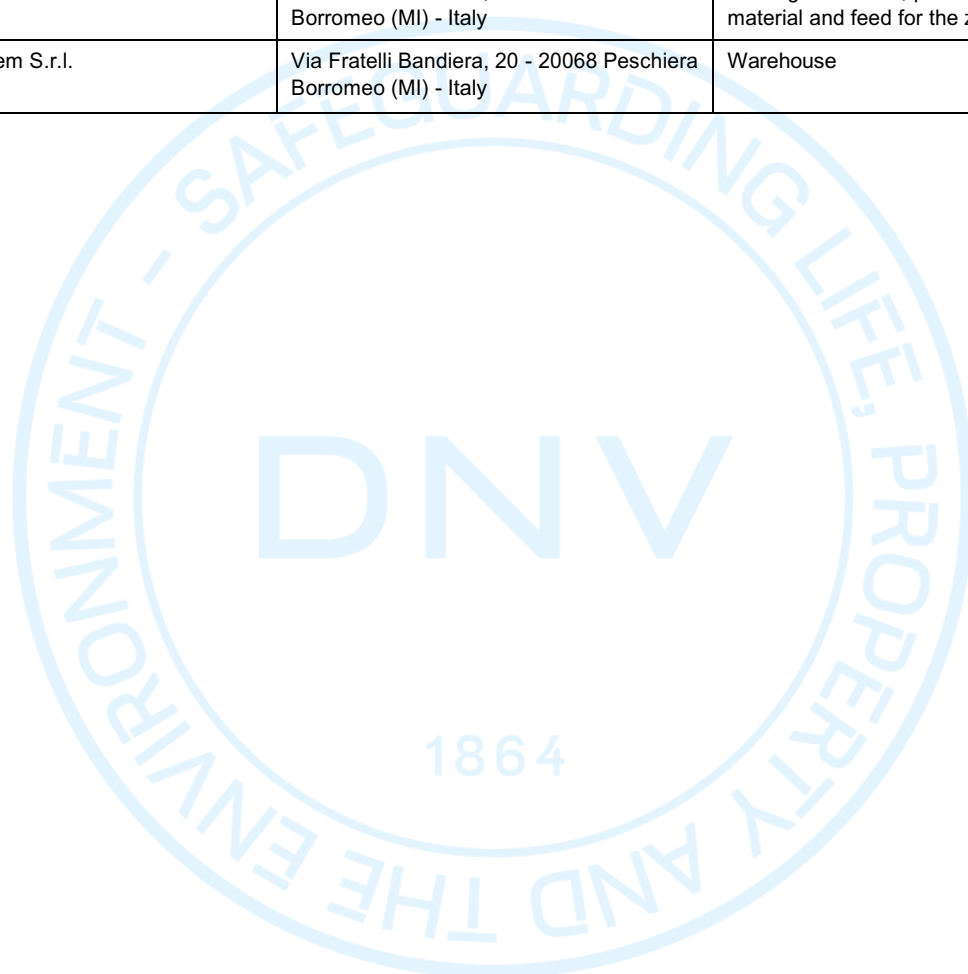 Borromeo (MI) - Italy
material and feed for the
S.r.l.
Via Fratelli Bandiera, 20 - 20068 Peschiera
Borromeo (MI) - Italy
Warehouse
SAFEGUARDING LIFE, PROPERTY AND THE ENVIRONMENT -
DNV
1864